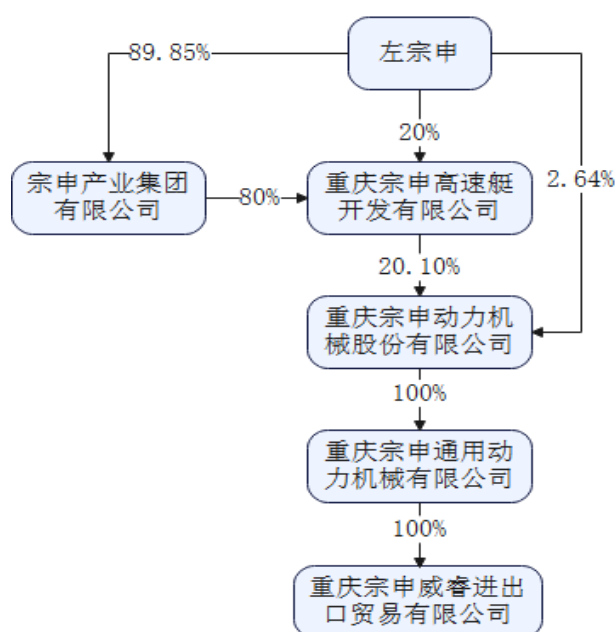 左宗申
89.85%
20%
2.64%
宗申产业集团
有限公司
80%
重庆宗申高速艇
开发有限公司
20.10%
重庆宗申动力机
械股份有限公司
100%
重庆宗申通用动
力机械有限公司
100%
重庆宗申威睿进出
口贸易有限公司